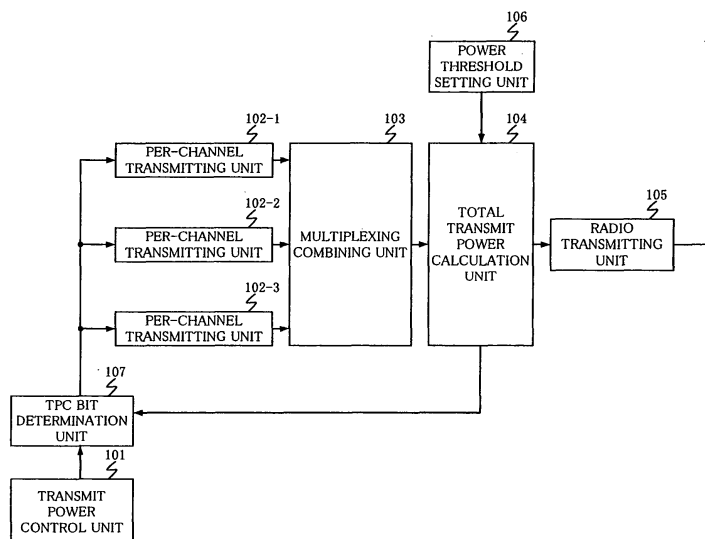 106
POWER
THRESHOLD
SETTING UNIT
102-1
PER-CHANNEL
TRANSMITTING UNIT
103
MULTIPLEXING
COMBINING UNIT
104
TOTAL
TRANSMIT
POWER
CALCULATION
UNIT
102-2
PER-CHANNEL
TRANSMITTING UNIT
105
RADIO
TRANSMITTING
UNIT
102-3
PER-CHANNEL
TRANSMITTING UNIT
107
TPC BIT
DETERMINATION
UNIT
101
TRANSMIT
POWER
CONTROL UNIT